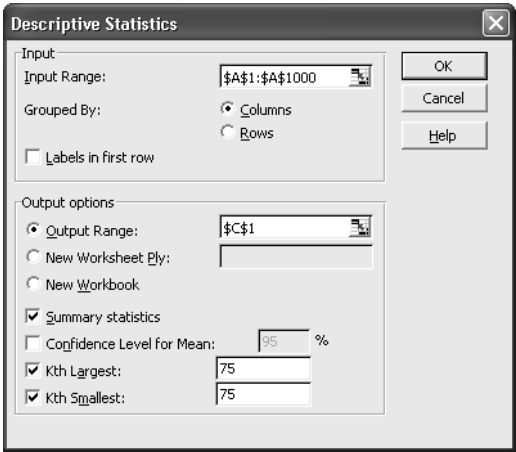 Descriptive Statistics
Input
Input Range: $A$1:$A$1000
OK
Grouped By: Columns
Cancel
Rows
Help
Labels in first row
Output options
Output Range: $C$1
New Worksheet Ply:
New Workbook
Summary statistics
Confidence Level for Mean: 95 %
Kth Largest: 75
Kth Smallest: 75